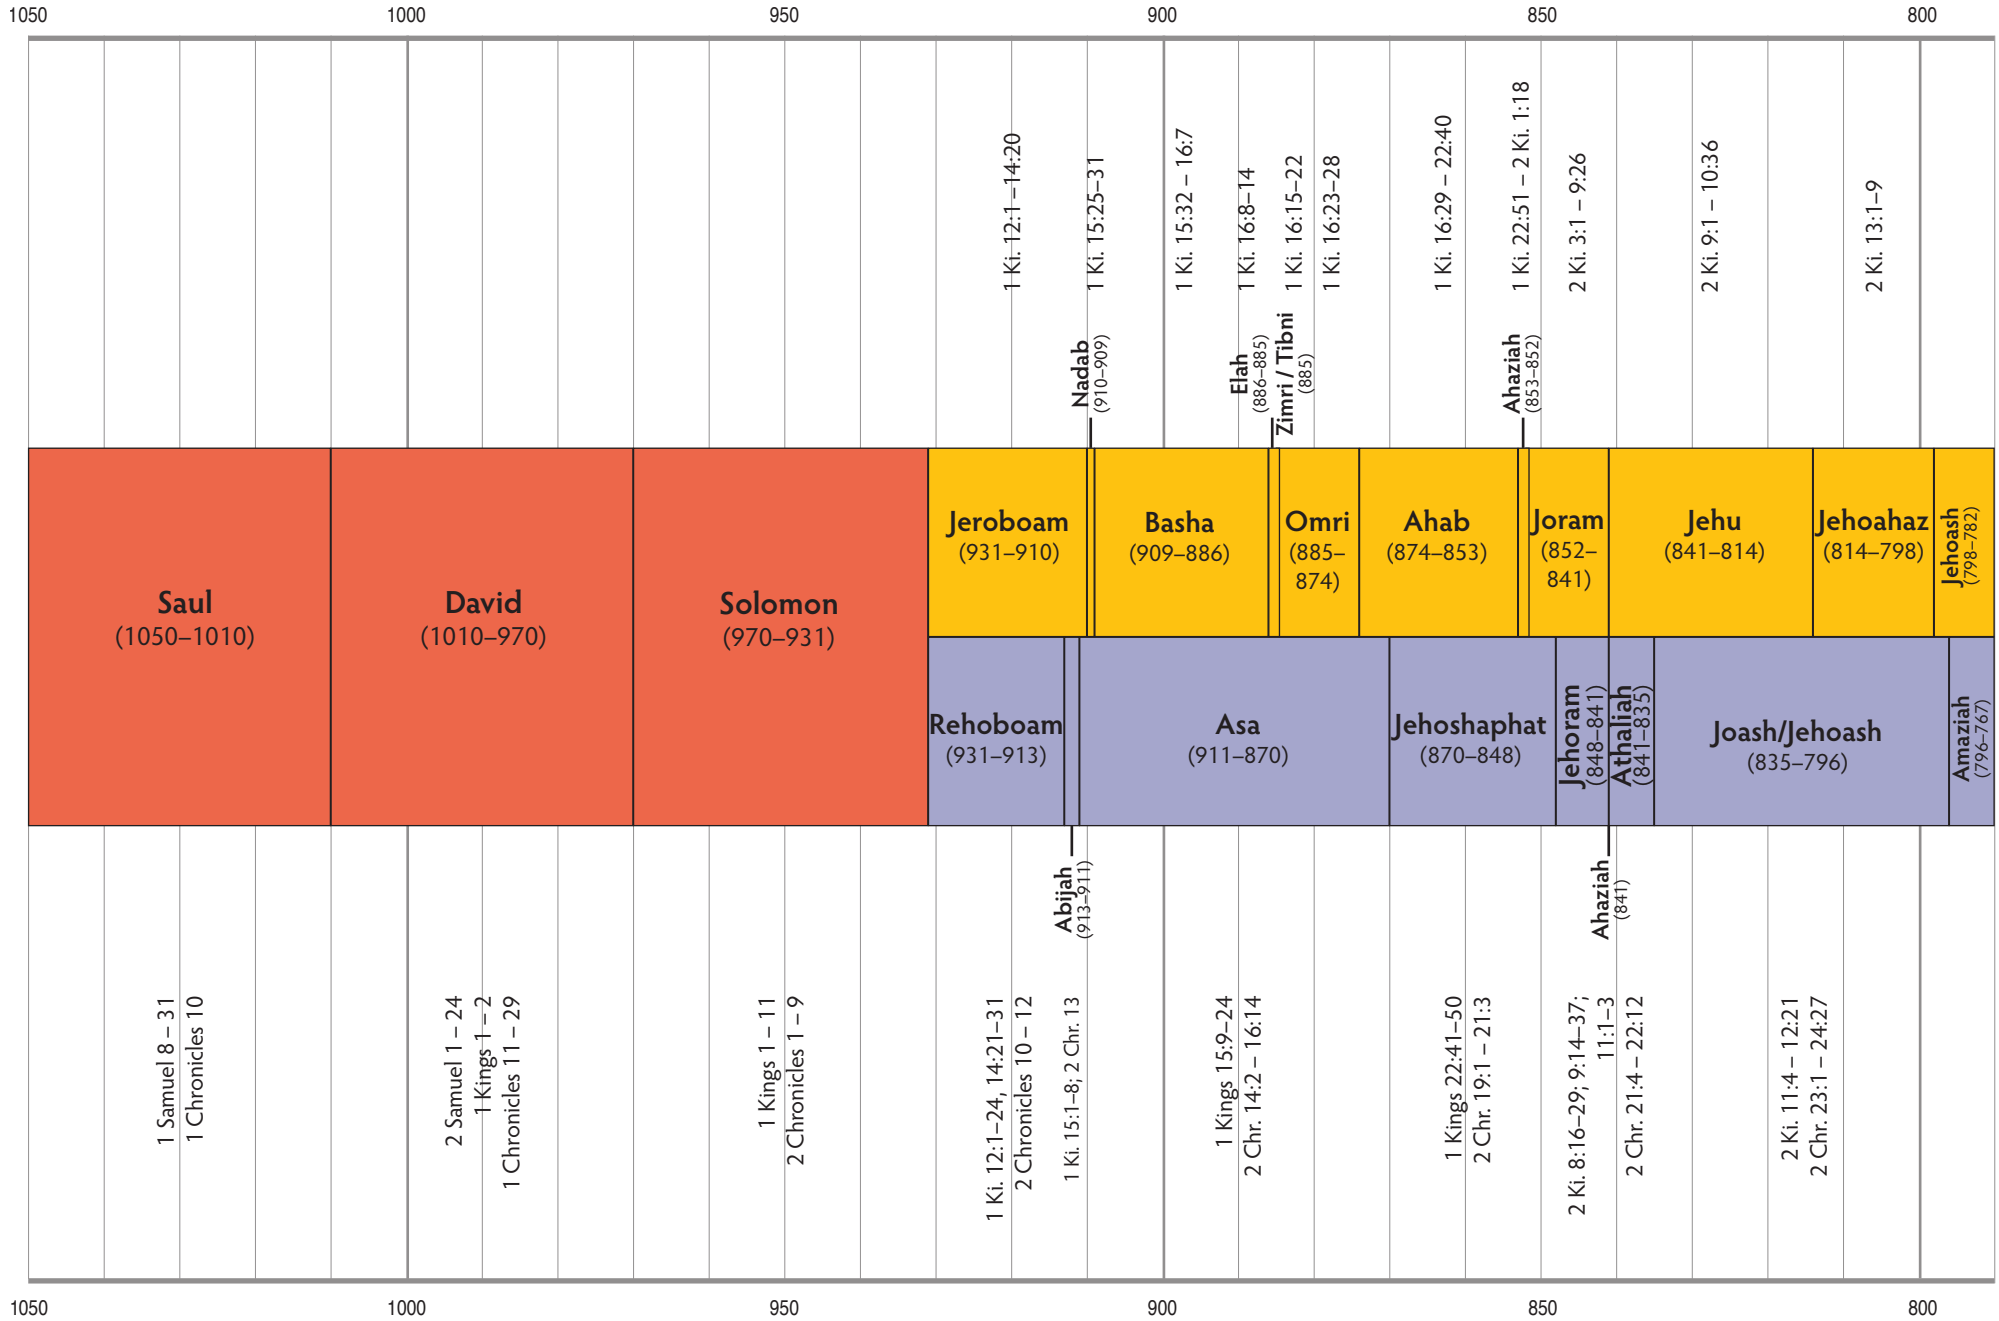 1050 1000 950 900 850 800
1 Ki. 12:1 –14:20
1 Ki. 15:25–31
1 Ki. 15:32 – 16:7
1 Ki. 16:8–14
1 Ki. 16:15–22
1 Ki. 16:23–28
1 Ki. 16:29 – 22:40
1 Ki. 22:51 – 2 Ki. 1:18
2 Ki. 3:1 – 9:26
2 Ki. 9:1 – 10:36
2 Ki. 13:1–9
Nadab
(910–909)
Elah
(886–885)
Zimri / Tibni
(885)
Ahaziah
(853–852)
Saul
(1050–1010)
David
(1010–970)
Solomon
(970–931)
Jeroboam
(931–910)
Basha
(909–886)
Omri
(885–
874)
Ahab
(874–853)
Joram
(852–
841)
Jehu
(841–814)
Jehoahaz
(814–798)
Jehoash
(798–782)
Rehoboam
(931–913)
Asa
(911–870)
Jehoshaphat
(870–848)
Jehoram
(848–841)
Athaliah
(841–835)
Joash/Jehoash
(835–796)
Amaziah
(796–767)
Abijah
(913–911)
Ahaziah
(841)
1 Samuel 8 – 31
1 Chronicles 10
2 Samuel 1 – 24
1 Kings 1 – 2
1 Chronicles 11 – 29
1 Kings 1 – 11
2 Chronicles 1 – 9
1 Ki. 12:1–24, 14:21–31
2 Chronicles 10 – 12
1 Ki. 15:1–8; 2 Chr. 13
1 Kings 15:9–24
2 Chr. 14:2 – 16:14
1 Kings 22:41–50
2 Chr. 19:1 – 21:3
2 Ki. 8:16–29; 9:14–37;
11:1–3
2 Chr. 21:4 – 22:12
2 Ki. 11:4 – 12:21
2 Chr. 23:1 – 24:27
1050 1000 950 900 850 800